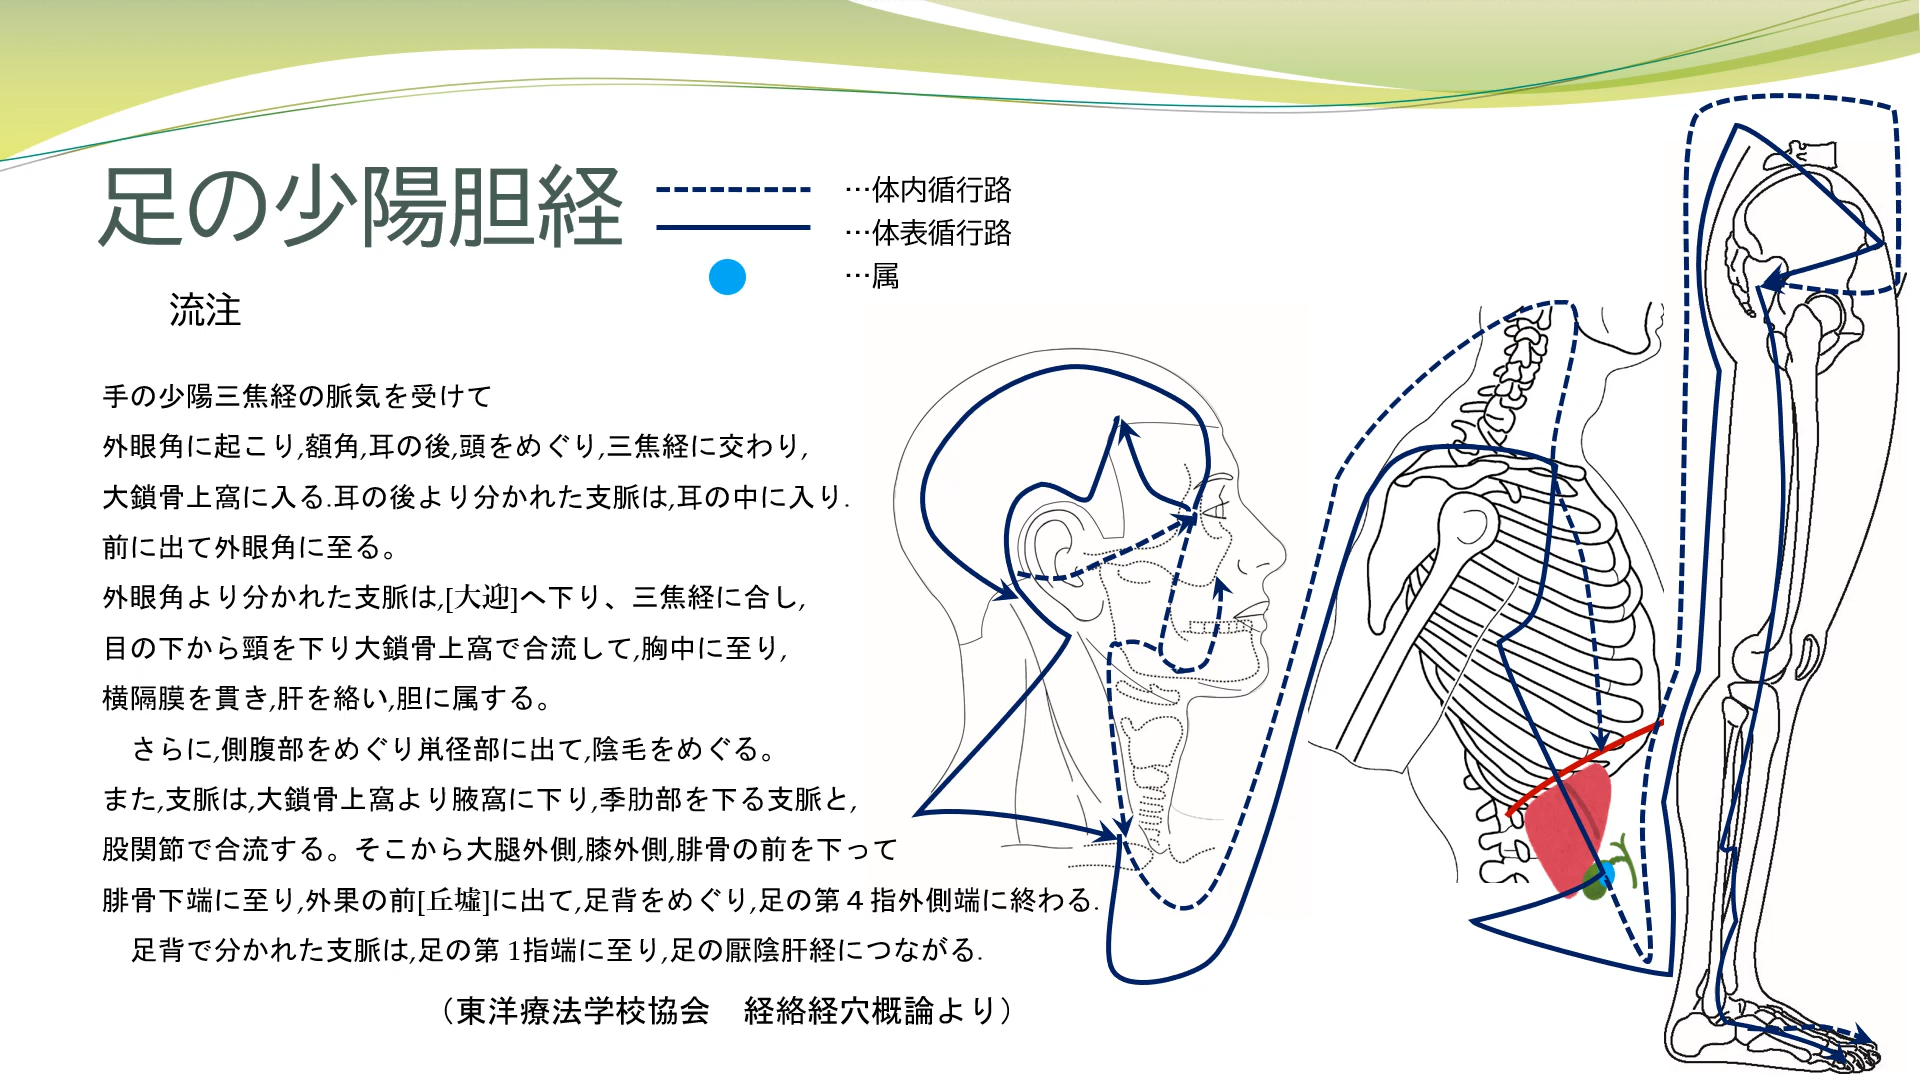 足の少陽胆経
…体内循行路
…体表循行路
…属
流注
手の少陽三焦経の脈気を受けて
外眼角に起こり,額角,耳の後,頭をめぐり,三焦経に交わり,
大鎖骨上窩に入る.耳の後より分かれた支脈は,耳の中に入り.
前に出て外眼角に至る。
外眼角より分かれた支脈は,[大迎]へ下り、三焦経に合し,
目の下から頸を下り大鎖骨上窩で合流して,胸中に至り,
横隔膜を貫き,肝を絡い,胆に属する。
さらに,側腹部をめぐり鼡径部に出て,陰毛をめぐる。
また,支脈は,大鎖骨上窩より腋窩に下り,季肋部を下る支脈と,
股関節で合流する。そこから大腿外側,膝外側,腓骨の前を下って
腓骨下端に至り,外果の前[丘墟]に出て,足背をめぐり,足の第４指外側端に終わる.
足背で分かれた支脈は,足の第 1指端に至り,足の厥陰肝経につながる.
（東洋療法学校協会　経絡経穴概論より）